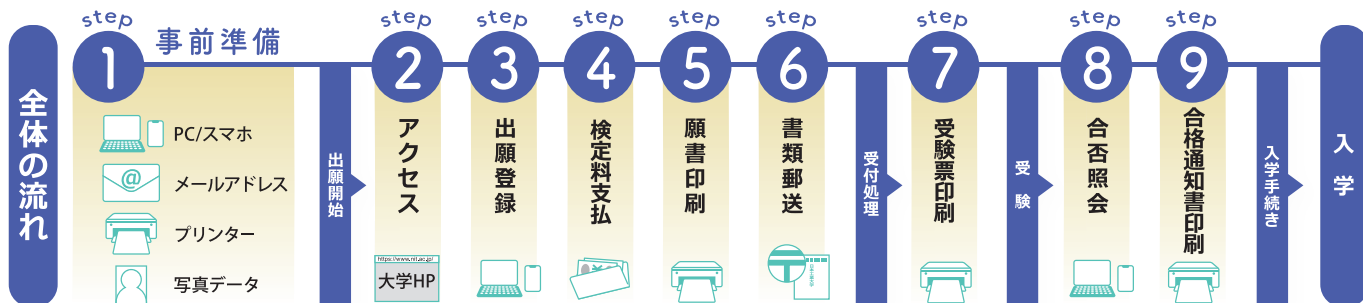 全体の流れ
step
1
事前準備
PC/スマホ
メールアドレス
@
プリンター
写真データ
出願開始
step
2
アクセス
https://www.nit.ac.jp/
大学HP
step
3
出願登録
step
4
検定料支払
step
5
願書印刷
step
6
書類郵送
受付処理
step
7
受験票印刷
受験
step
8
合否照会
step
9
合格通知書印刷
入学手続き
入学